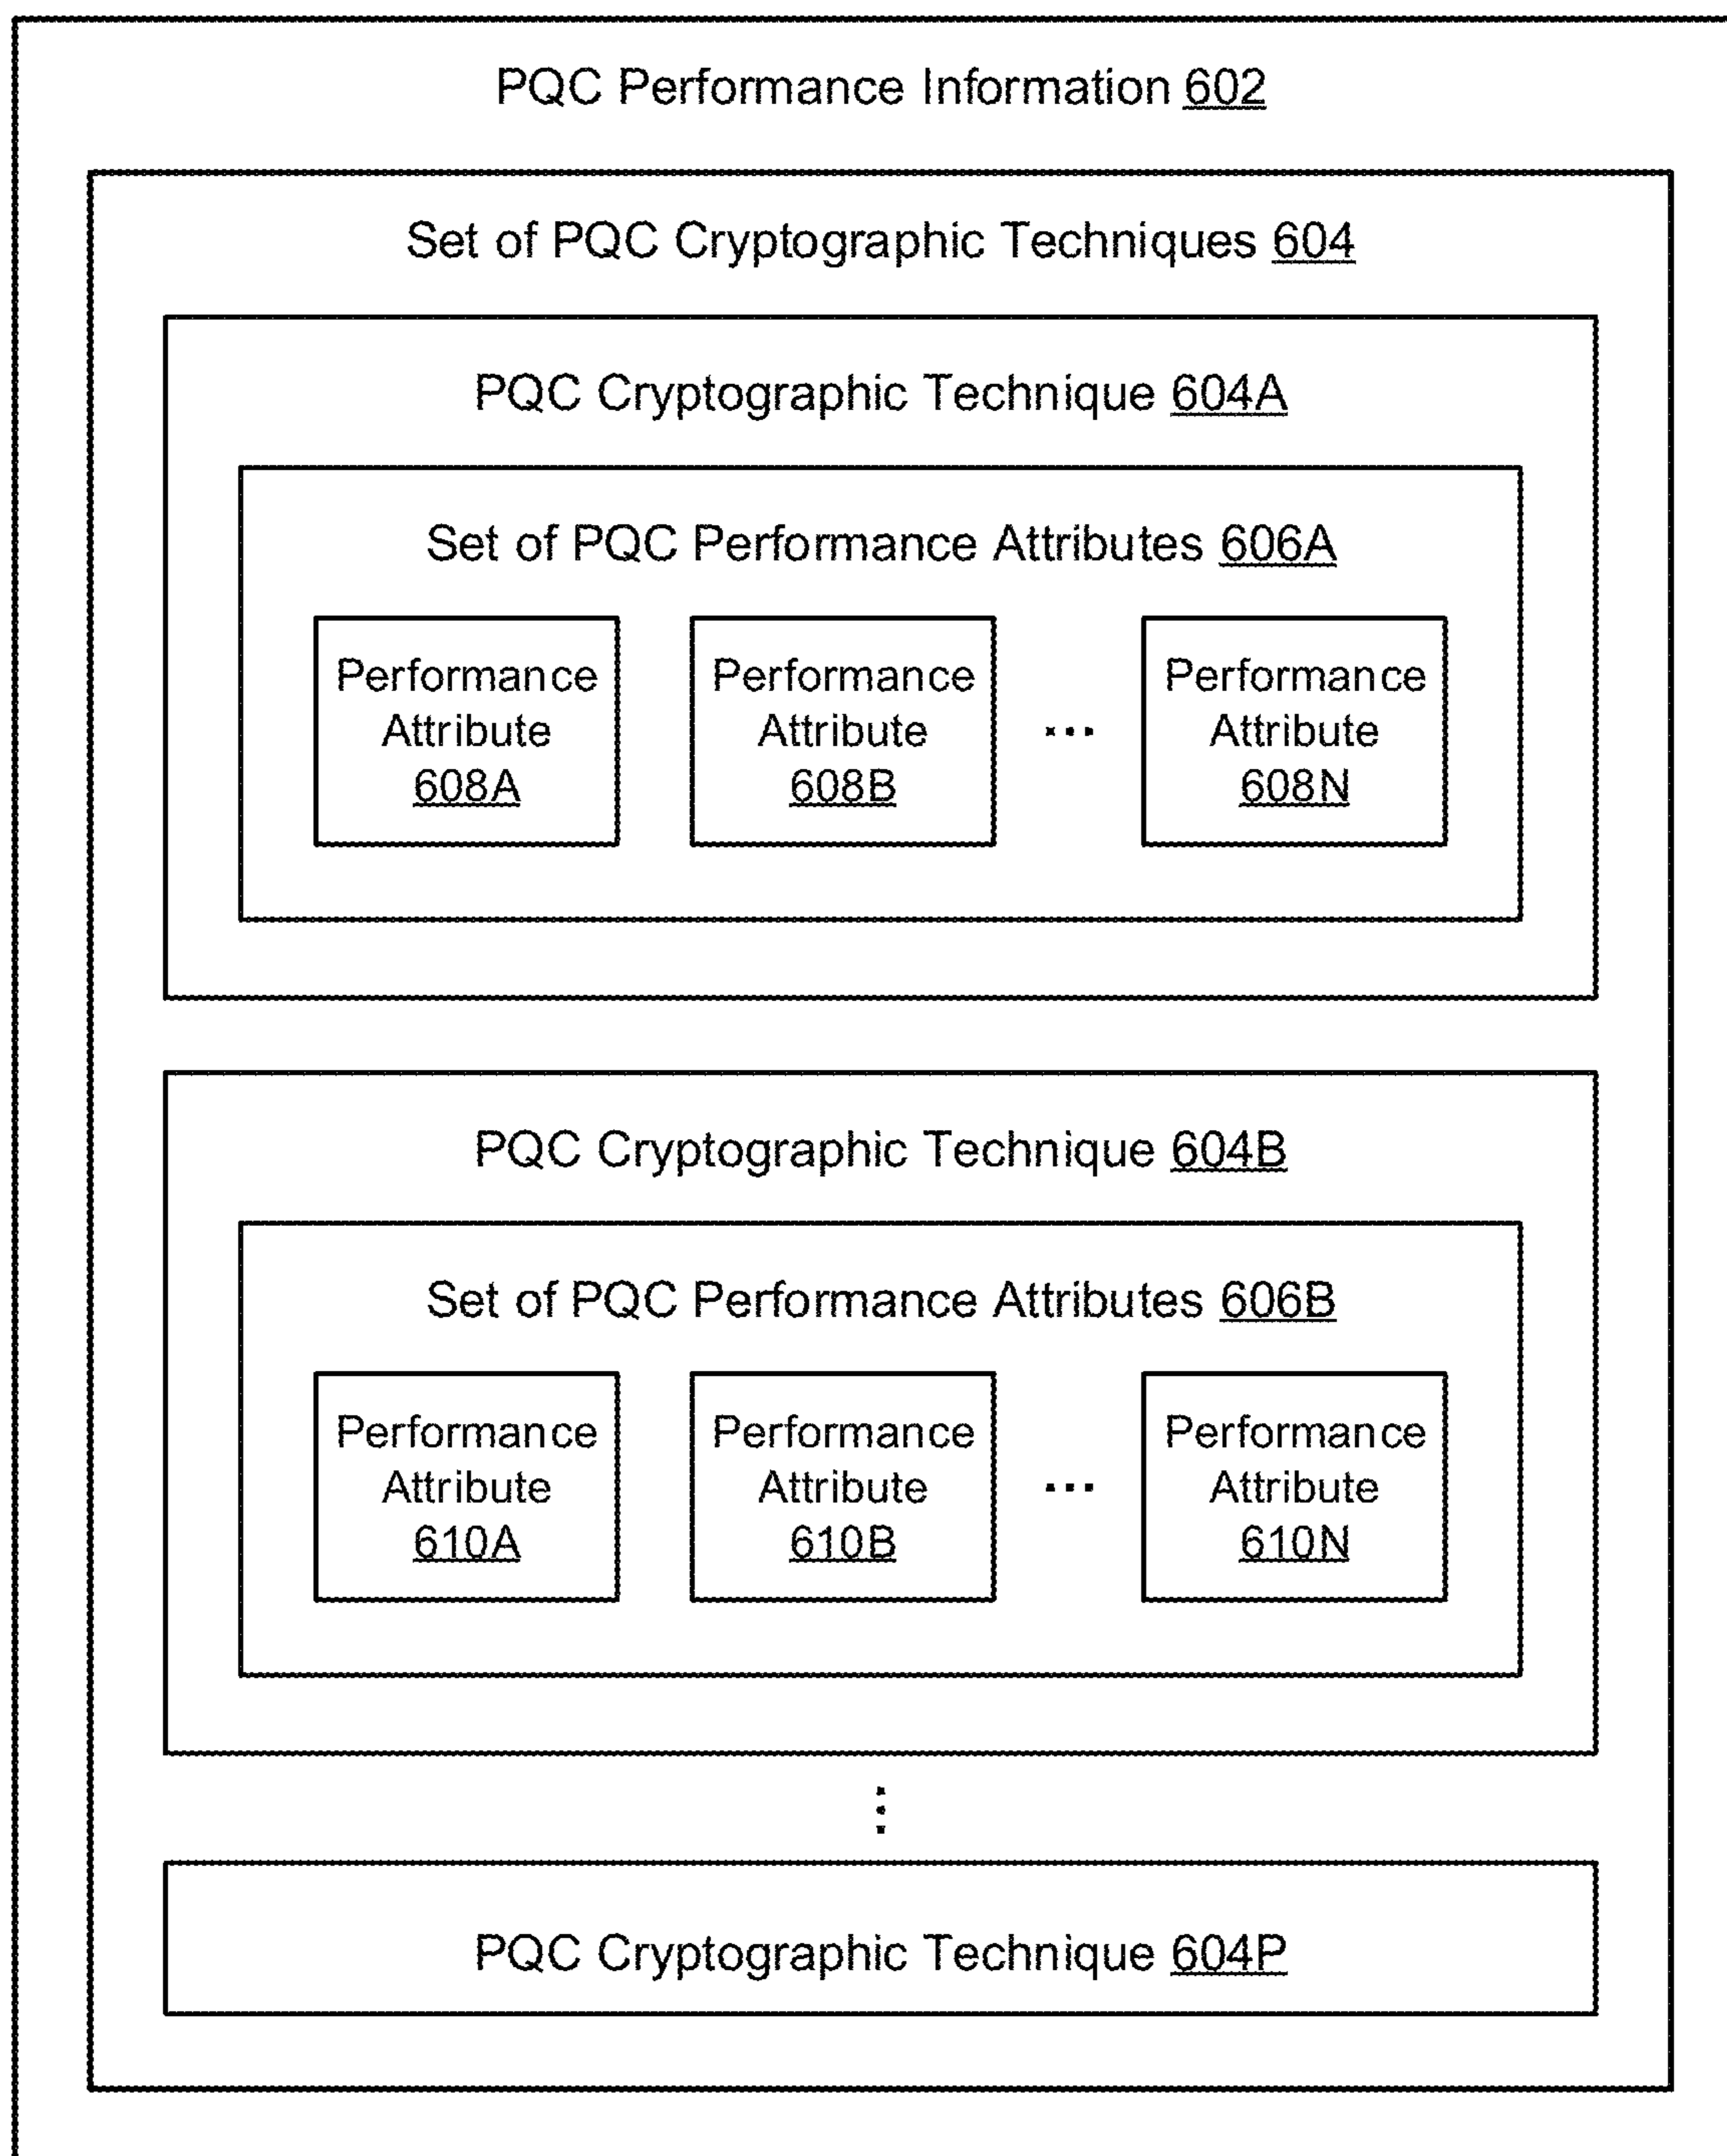 PQC Performance Information 602
Set of PQC Cryptographic Techniques 604
PQC Cryptographic Technique 604A
Set of PQC Performance Attributes 606A
Performance
Attribute
608A
Performance
Attribute
608B
...
Performance
Attribute
608N
PQC Cryptographic Technique 604B
Set of PQC Performance Attributes 606B
Performance
Attribute
610A
Performance
Attribute
610B
...
Performance
Attribute
610N
⋮
PQC Cryptographic Technique 604P